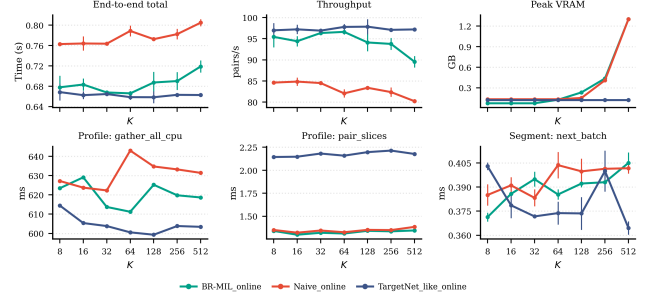 End-to-end total
Throughput
Peak VRAM
Time (s)
0.80
0.76
0.72
0.68
0.64
K
pairs/s
100
95
90
85
80
K
GB
1.2
0.9
0.6
0.3
K
Profile: gather_all_cpu
Profile: pair_slices
Segment: next_batch
ms
640
630
620
610
600
8 16 32 64 128 256 512
K
ms
2.25
2.00
1.75
1.50
8 16 32 64 128 256 512
K
ms
0.405
0.390
0.375
0.360
8 16 32 64 128 256 512
K
BR-MIL_online Naive_online TargetNet_like_online